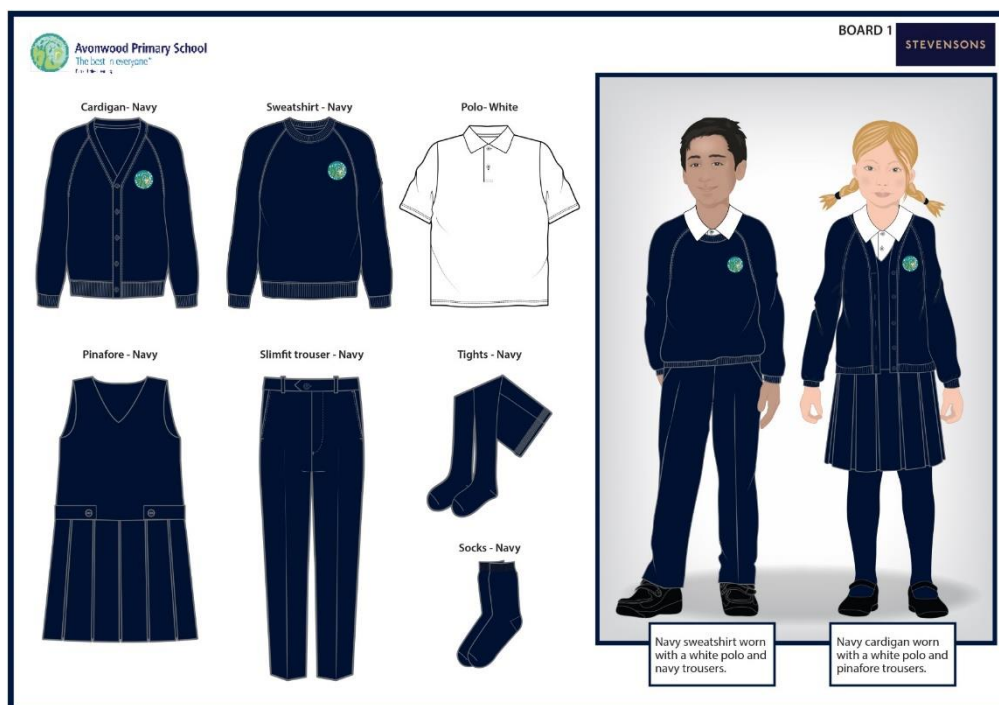 BOARD 1
STEVENSONS
Avonwood Primary School
The best in everyone™
Cardigan- Navy
Sweatshirt - Navy
Polo- White
Pinafore - Navy
Slimfit trouser - Navy
Tights - Navy
Socks - Navy
Navy sweatshirt worn
with a white polo and
navy trousers.
Navy cardigan worn
with a white polo and
pinafore trousers.